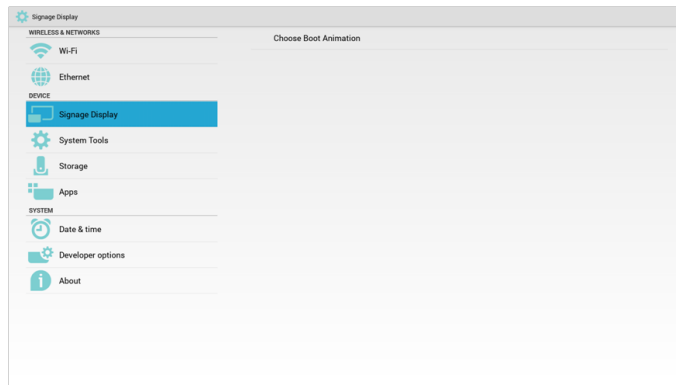 Signage Display
WIRELESS & NETWORKS
Wi-Fi
Ethernet
DEVICE
Signage Display
System Tools
Storage
Apps
SYSTEM
Date & time
Developer options
About
Choose Boot Animation